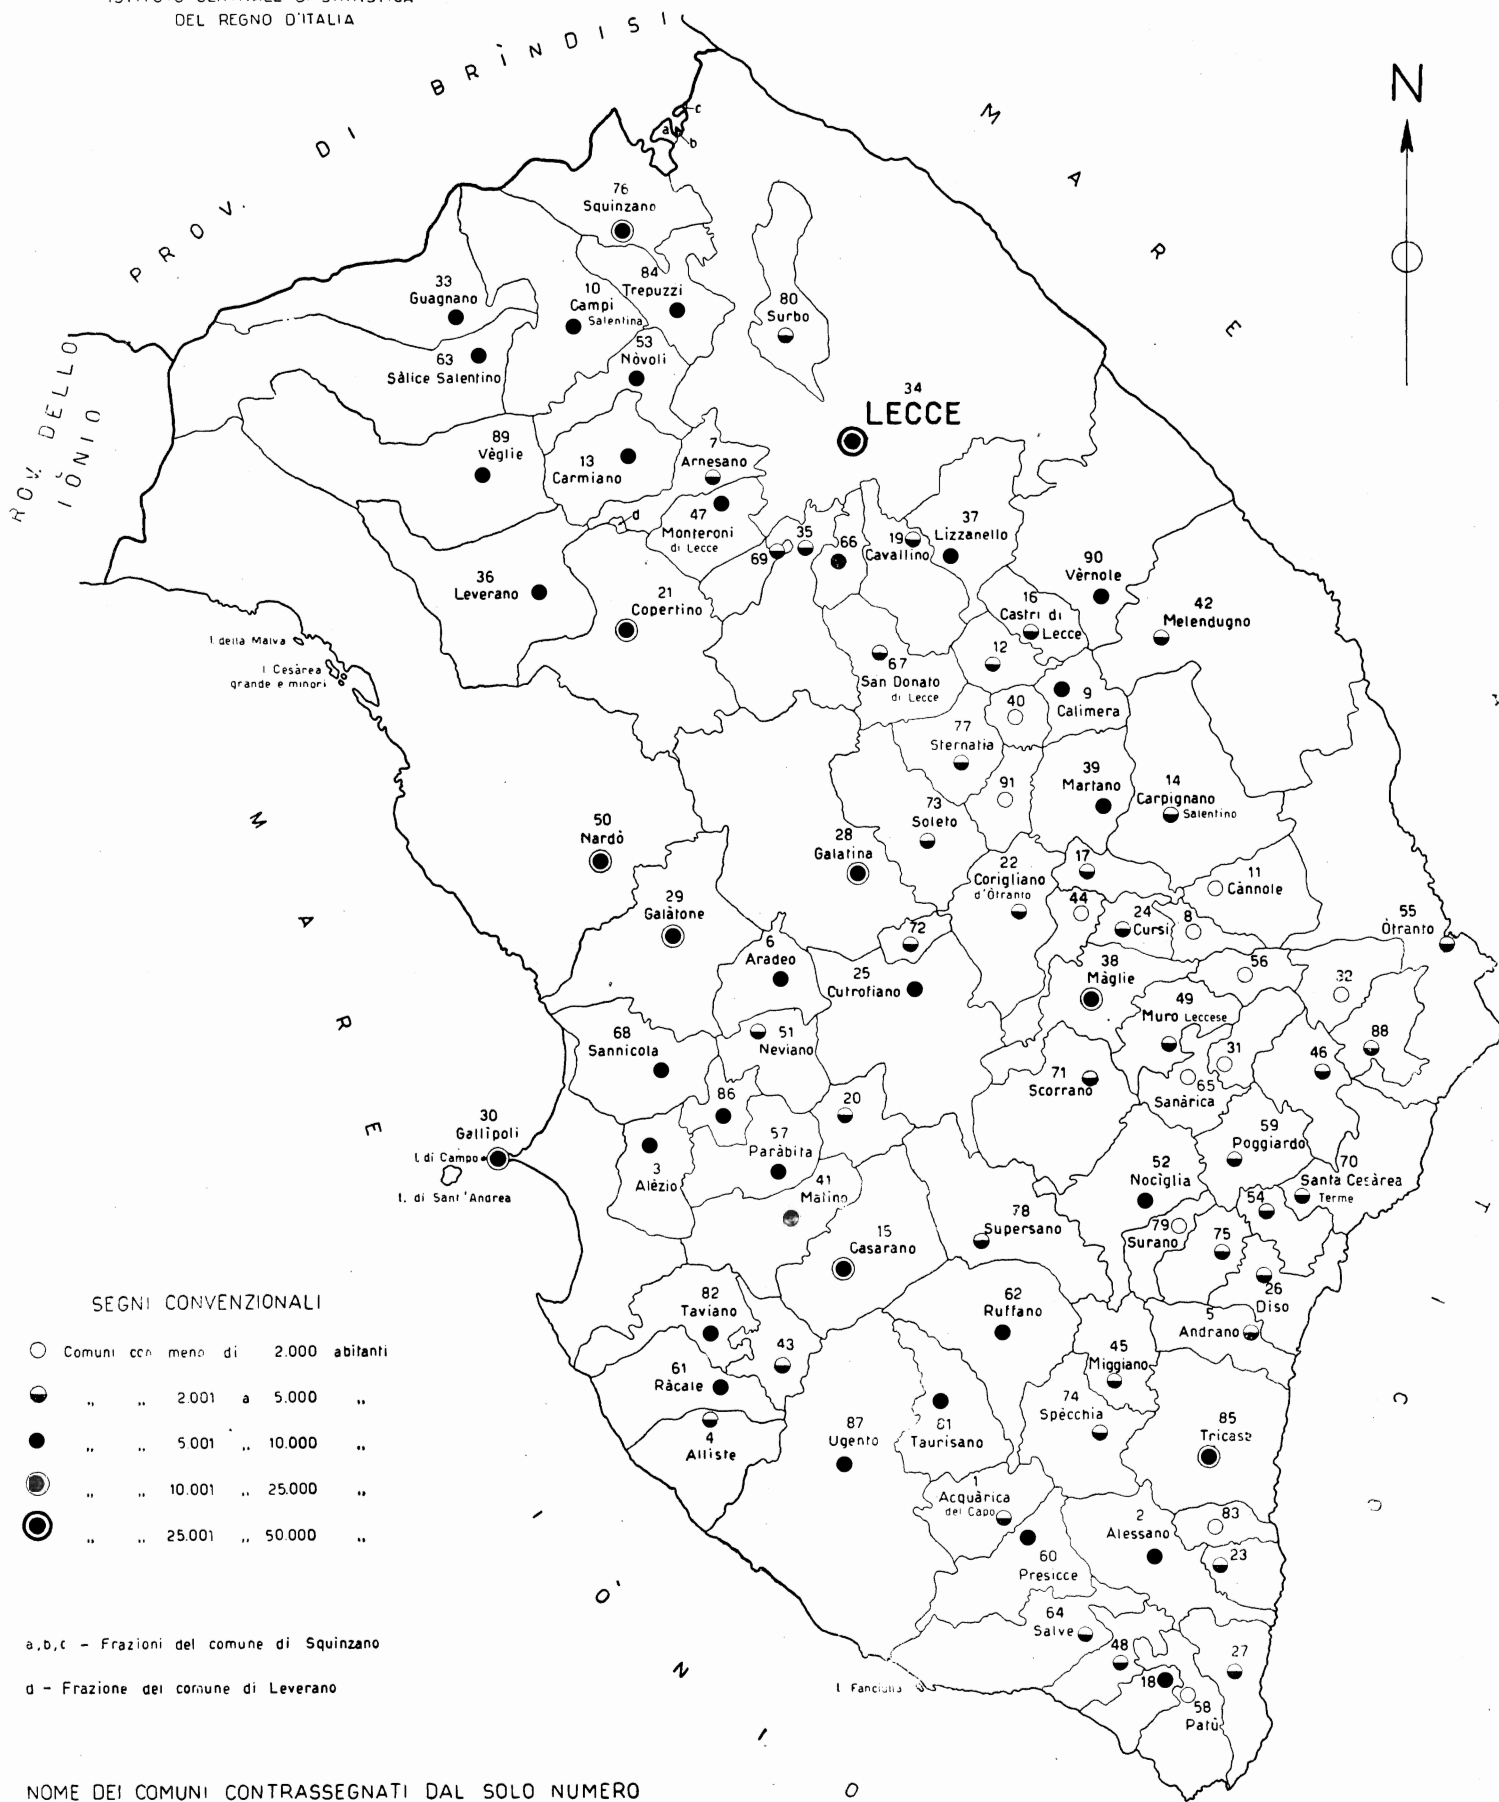 DEL REGNO D'ITALIA
PROV. DI BRÌNDISI
MARE
N
c
a
b
76
Squinzano
33
Guagnano
10
Campi
Salentina
84
Trepuzzi
80
Surbo
63
Sàlice Salentino
53
Nòvoli
34
LECCE
ROV. DELLO
IÒNIO
89
Vèglie
13
Carmiano
7
Arnesano
47
Monteroni
di Lecce
d
69
35
66
19
Cavallino
37
Lizzanello
90
Vèrnole
36
Leverano
21
Copertino
16
Castri di
Lecce
42
Melendugno
I. della Malva
I. Cesàrea
grande e minori
67
San Donato
di Lecce
12
9
Calimera
40
77
Sternatia
91
39
Martano
14
Carpignano
Salentino
MARE
50
Nardò
73
Soleto
28
Galatina
22
Corigliano
d'Òtranto
17
11
Cànnole
29
Galàtone
44
24
Cursi
8
55
Òtranto
6
Aradeo
72
25
Cutrofiano
38
Màglie
56
32
49
Muro Leccese
88
68
Sannicola
51
Neviano
71
Scorrano
31
65
Sanàrica
46
86
20
30
Gallìpoli
I. di Campo
I. di Sant'Andrea
3
Alèzio
57
Paràbita
41
Matino
59
Poggiardo
52
Nocìglia
70
Santa Cesàrea
Terme
54
78
Supersano
79
Surano
75
15
Casarano
26
Diso
SEGNI CONVENZIONALI
82
Taviano
43
62
Ruffano
5
Andrano
45
Miggiano
Comuni con meno di 2.000 abitanti
" " 2.001 a 5.000 "
" " 5.001 " 10.000 "
" " 10.001 " 25.000 "
" " 25.001 " 50.000 "
61
Ràcale
4
Alliste
87
Ugento
81
Taurisano
74
Spècchia
85
Tricase
1
Acquàrica
del Capo
2
Alessano
83
23
60
Presicce
64
Salve
48
27
18
58
Patù
IÒNIO
a,b,c - Frazioni del comune di Squinzano
d - Frazione del comune di Leverano
NOME DEI COMUNI CONTRASSEGNATI DAL SOLO NUMERO